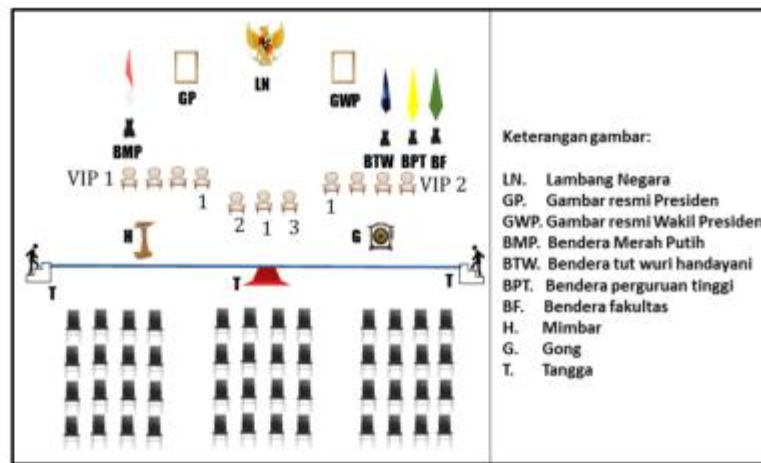 LN
GP
GWP
BMP
BTW BPT BF
VIP 1
VIP 2
1
1
2 1 3
H
G
T
T
T
Keterangan gambar:
LN. Lambang Negara
GP. Gambar resmi Presiden
GWP. Gambar resmi Wakil Presiden
BMP. Bendera Merah Putih
BTW. Bendera tut wuri handayani
BPT. Bendera perguruan tinggi
BF. Bendera fakultas
H. Mimbar
G. Gong
T. Tangga